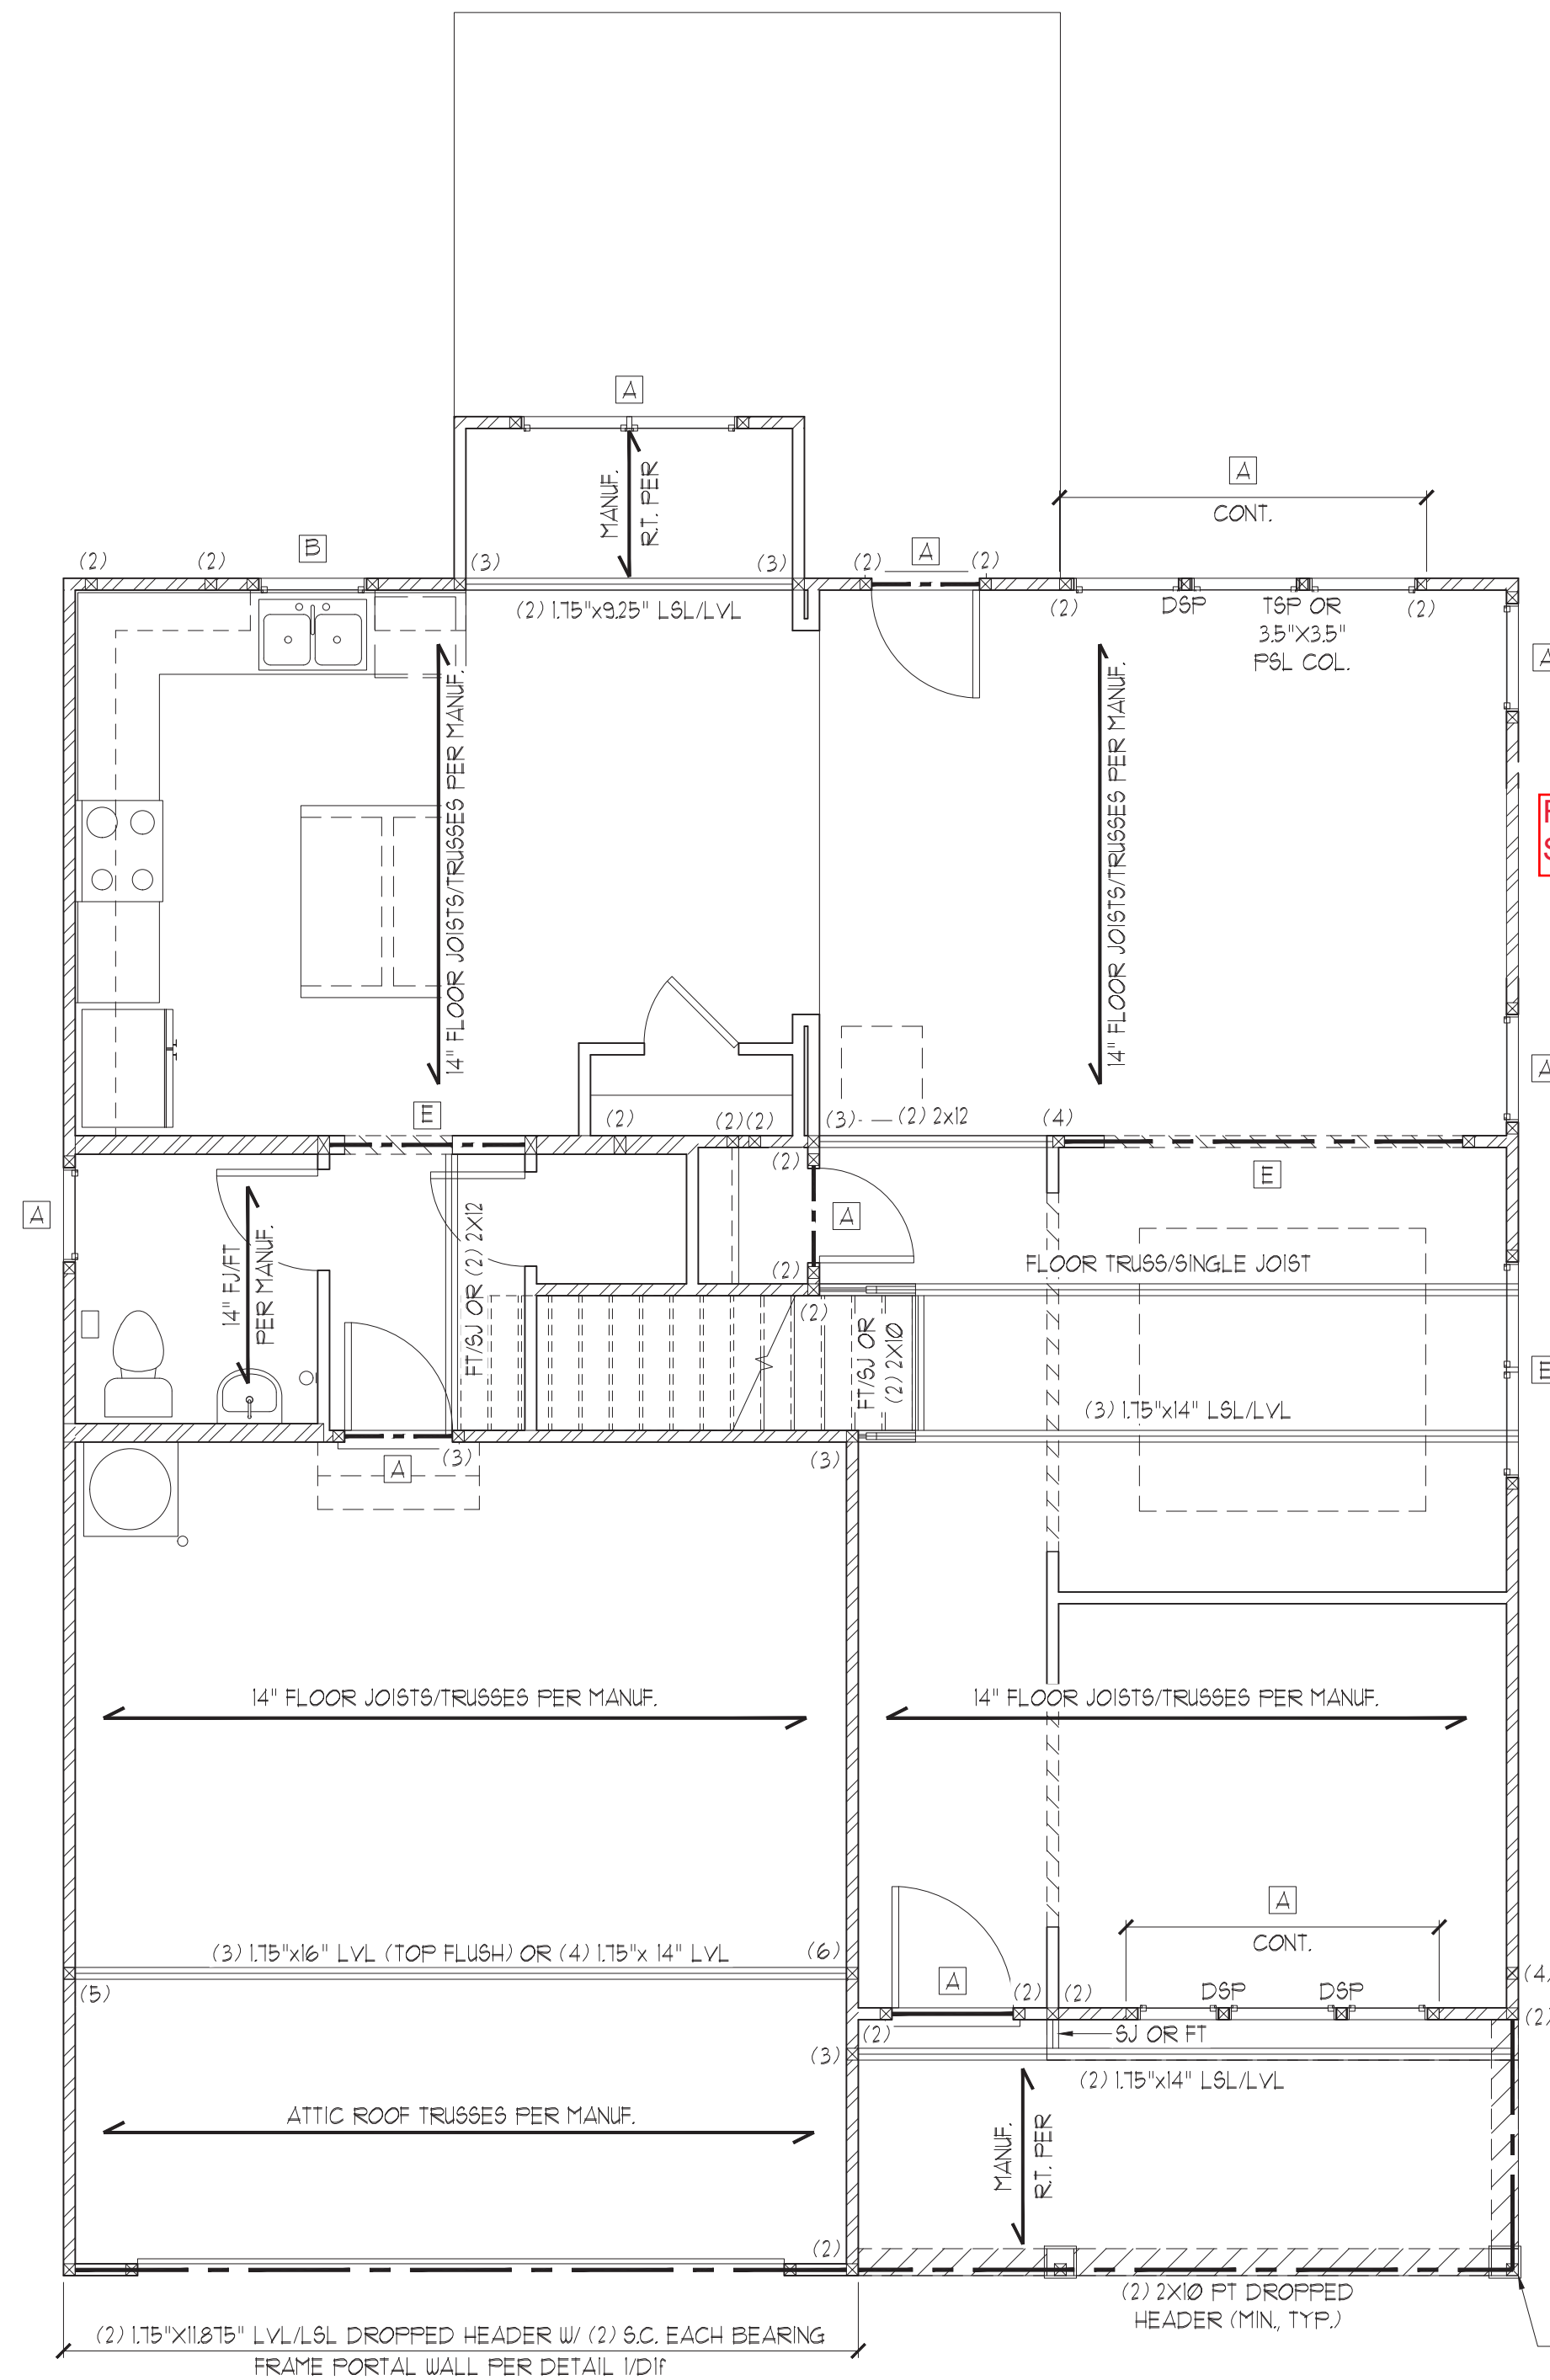 A
MANUF.
R.T. PER
A
CONT.
(2)
(2)
B
(3)
(3)
(2)
A
(2)
(2) 1.75"x9.25" LSL/LVL
(2)
DSP
TSP OR
3.5"X3.5"
PSL COL.
(2)
A
14" FLOOR JOISTS/TRUSSES PER MANUF.
14" FLOOR JOISTS/TRUSSES PER MANUF.
A
E
(2)
(2)
(2)
(3)
(2) 2x12
(4)
(2)
E
A
A
14" FJ/FT
PER MANUF.
FT/SJ OR (2) 2X12
(2)
FLOOR TRUSS/SINGLE JOIST
(2)
FT/SJ OR
(2) 2X10
E
(3) 1.75"x14" LSL/LVL
A
(3)
(3)
14" FLOOR JOISTS/TRUSSES PER MANUF.
14" FLOOR JOISTS/TRUSSES PER MANUF.
A
CONT.
(3) 1.75"x16" LVL (TOP FLUSH) OR (4) 1.75"x 14" LVL
(6)
(5)
A
(2)
(2)
DSP
DSP
(4)
(2)
(2)
SJ OR FT
(3)
(2) 1.75"x14" LSL/LVL
MANUF.
R.T. PER
ATTIC ROOF TRUSSES PER MANUF.
(2)
(2) 2X10 PT DROPPED
HEADER (MIN., TYP.)
(2) 1.75"X11.875" LVL/LSL DROPPED HEADER W/ (2) S.C. EACH BEARING
FRAME PORTAL WALL PER DETAIL 1/D1f